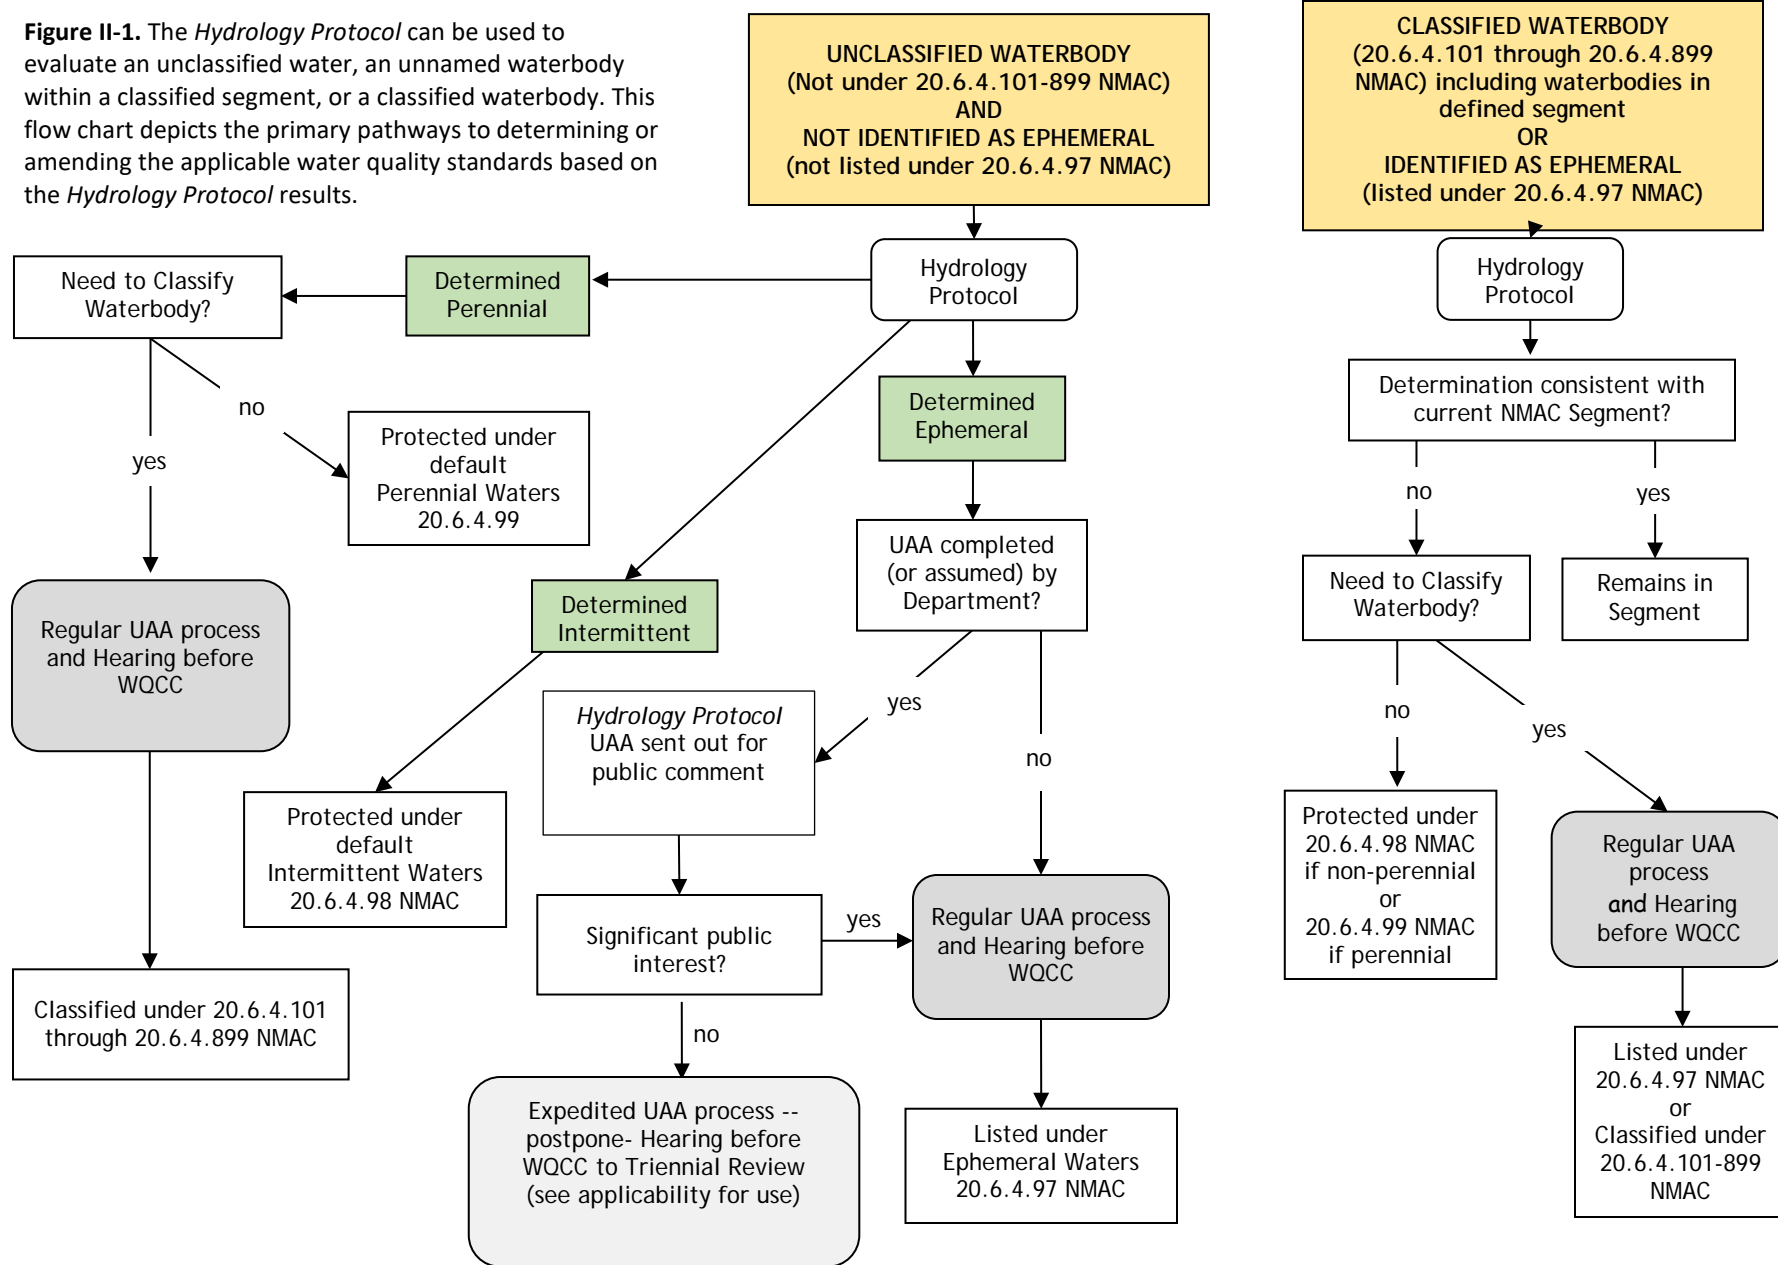 Figure II-1. The Hydrology Protocol can be used to
evaluate an unclassified water, an unnamed waterbody
within a classified segment, or a classified waterbody. This
flow chart depicts the primary pathways to determining or
amending the applicable water quality standards based on
the Hydrology Protocol results.
UNCLASSIFIED WATERBODY
(Not under 20.6.4.101-899 NMAC)
AND
NOT IDENTIFIED AS EPHEMERAL
(not listed under 20.6.4.97 NMAC)
CLASSIFIED WATERBODY
(20.6.4.101 through 20.6.4.899
NMAC) including waterbodies in
defined segment
OR
IDENTIFIED AS EPHEMERAL
(listed under 20.6.4.97 NMAC)
Need to Classify
Waterbody?
Determined
Perennial
Hydrology
Protocol
Hydrology
Protocol
Determination consistent with
current NMAC Segment?
no
yes
Protected under
default
Perennial Waters
20.6.4.99
Determined
Ephemeral
no
yes
UAA completed
(or assumed) by
Department?
Need to Classify
Waterbody?
Remains in
Segment
Regular UAA process
and Hearing before
WQCC
Determined
Intermittent
yes
no
Hydrology Protocol
UAA sent out for
public comment
no
yes
Protected under
default
Intermittent Waters
20.6.4.98 NMAC
Protected under
20.6.4.98 NMAC
if non-perennial
or
20.6.4.99 NMAC
if perennial
Regular UAA
process
and Hearing
before WQCC
Significant public
interest?
yes
Regular UAA process
and Hearing before
WQCC
no
Classified under 20.6.4.101
through 20.6.4.899 NMAC
Expedited UAA process --
postpone- Hearing before
WQCC to Triennial Review
(see applicability for use)
Listed under
Ephemeral Waters
20.6.4.97 NMAC
Listed under
20.6.4.97 NMAC
or
Classified under
20.6.4.101-899
NMAC